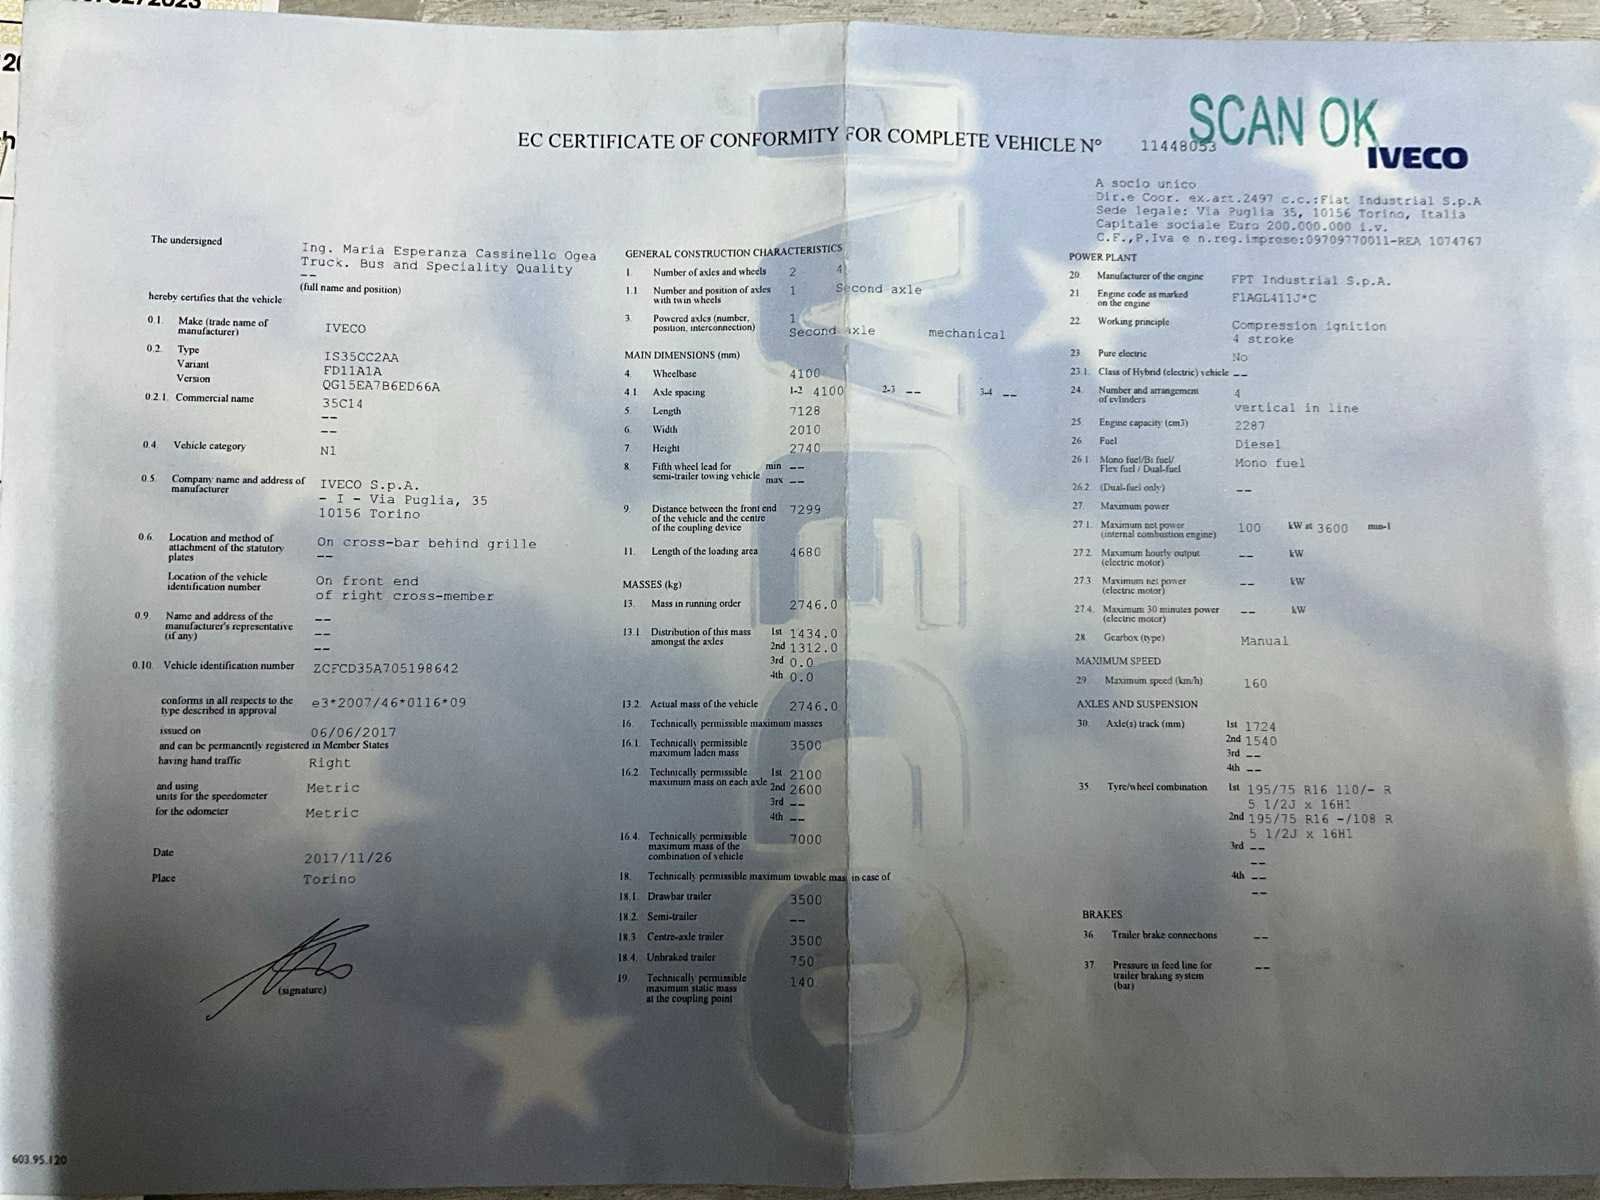 EC CERTIFICATE OF CONFORMITY FOR COMPLETE VEHICLE N° 11448053
SCAN OK
IVECO
A socio unico
Dir.e Coor. ex.art.2497 c.c.:Fiat Industrial S.p.A
Sede legale: Via Puglia 35, 10156 Torino, Italia
Capitale sociale Euro 200.000.000 i.v.
C.F.,P.Iva e n.reg.imprese:09709770011-REA 1074767
The undersigned
Ing. Maria Esperanza Cassinello Ogea
Truck. Bus and Speciality Quality
--
(full name and position)
hereby certifies that the vehicle
0.1. Make (trade name of manufacturer) IVECO
0.2. Type IS35CC2AA
Variant FD11A1A
Version QG15EA7B6ED66A
0.2.1. Commercial name 35C14
--
--
0.4. Vehicle category N1
0.5. Company name and address of manufacturer
IVECO S.p.A.
- I - Via Puglia, 35
10156 Torino
0.6. Location and method of attachment of the statutory plates
On cross-bar behind grille
--
Location of the vehicle identification number
On front end
of right cross-member
0.9. Name and address of the manufacturer's representative (if any)
--
--
--
0.10. Vehicle identification number ZCFCD35A705198642
conforms in all respects to the type described in approval e3*2007/46*0116*09
issued on 06/06/2017
and can be permanently registered in Member States
having hand traffic Right
and using units for the speedometer Metric
for the odometer Metric
Date 2017/11/26
Place Torino
(signature)
603.95.120
GENERAL CONSTRUCTION CHARACTERISTICS
1. Number of axles and wheels 2 4
1.1 Number and position of axles with twin wheels 1 Second axle
3. Powered axles (number, position, interconnection) 1
Second axle mechanical
MAIN DIMENSIONS (mm)
4. Wheelbase 4100
4.1 Axle spacing 1-2 4100 2-3 -- 3-4 --
5. Length 7128
6. Width 2010
7. Height 2740
8. Fifth wheel lead for semi-trailer towing vehicle min --
max --
9. Distance between the front end of the vehicle and the centre of the coupling device 7299
11. Length of the loading area 4680
MASSES (kg)
13. Mass in running order 2746.0
13.1 Distribution of this mass amongst the axles 1st 1434.0
2nd 1312.0
3rd 0.0
4th 0.0
13.2. Actual mass of the vehicle 2746.0
16. Technically permissible maximum masses
16.1. Technically permissible maximum laden mass 3500
16.2 Technically permissible maximum mass on each axle 1st 2100
2nd 2600
3rd --
4th --
16.4. Technically permissible maximum mass of the combination of vehicle 7000
18. Technically permissible maximum towable mass in case of
18.1. Drawbar trailer 3500
18.2. Semi-trailer --
18.3 Centre-axle trailer 3500
18.4. Unbraked trailer 750
19. Technically permissible maximum static mass at the coupling point 140
POWER PLANT
20. Manufacturer of the engine FPT Industrial S.p.A.
21. Engine code as marked on the engine F1AGL411J*C
22. Working principle Compression ignition
4 stroke
23 Pure electric No
23.1. Class of Hybrid (electric) vehicle --
24. Number and arrangement of cylinders 4
vertical in line
25 Engine capacity (cm3) 2287
26 Fuel Diesel
26.1 Mono fuel/Bi fuel/ Flex fuel / Dual-fuel Mono fuel
26.2 (Dual-fuel only) --
27. Maximum power
27.1. Maximum net power (internal combustion engine) 100 kW at 3600 min-1
27.2. Maximum hourly output (electric motor) -- kW
27.3 Maximum net power (electric motor) -- kW
27.4. Maximum 30 minutes power (electric motor) -- kW
28. Gearbox (type) Manual
MAXIMUM SPEED
29. Maximum speed (km/h) 160
AXLES AND SUSPENSION
30. Axle(s) track (mm) 1st 1724
2nd 1540
3rd --
4th --
35. Tyre/wheel combination 1st 195/75 R16 110/- R
5 1/2J x 16H1
2nd 195/75 R16 -/108 R
5 1/2J x 16H1
3rd --
--
4th --
--
BRAKES
36 Trailer brake connections --
37 Pressure in feed line for trailer braking system (bar) --